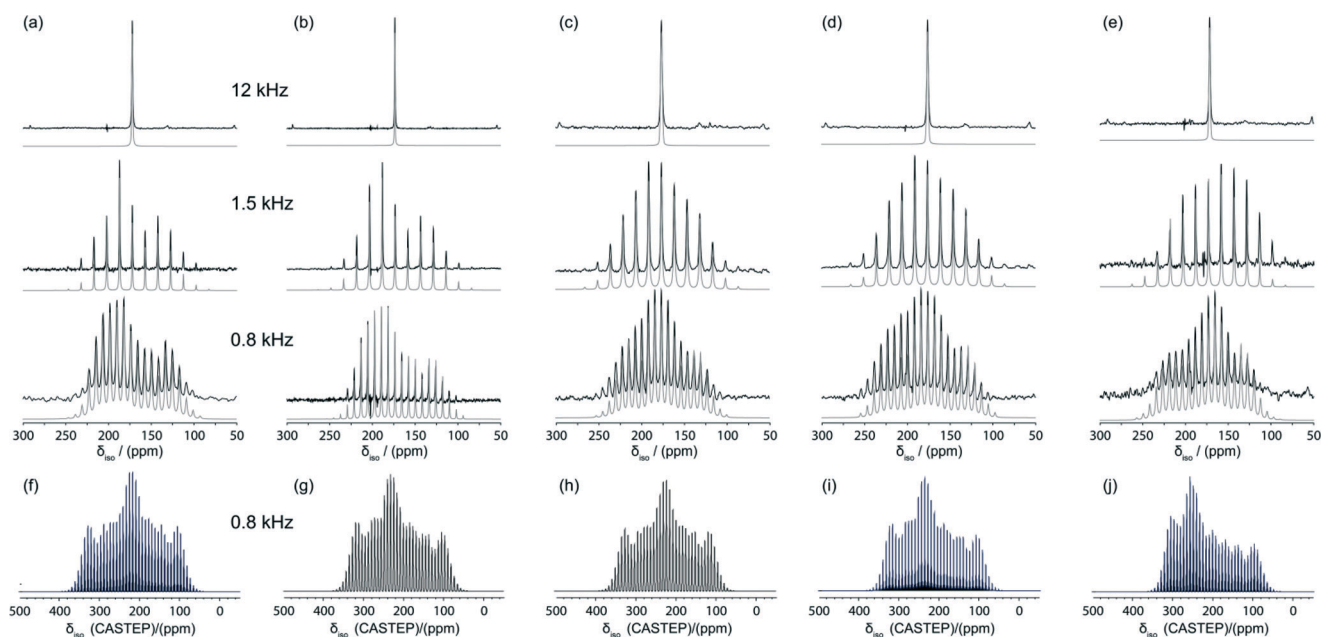 (a) (b) (c) (d) (e)
12 kHz
1.5 kHz
0.8 kHz
300 250 200 150 100 50 300 250 200 150 100 50 300 250 200 150 100 50 300 250 200 150 100 50 300 250 200 150 100 50
δiso / (ppm) δiso / (ppm) δiso / (ppm) δiso / (ppm) δiso / (ppm)
(f) (g) (h) (i) (j)
0.8 kHz
500 400 300 200 100 0 500 400 300 200 100 0 500 400 300 200 100 0 500 400 300 200 100 0 500 400 300 200 100 0
δiso (CASTEP)/(ppm) δiso (CASTEP)/(ppm) δiso (CASTEP)/(ppm) δiso (CASTEP)/(ppm) δiso (CASTEP)/(ppm)